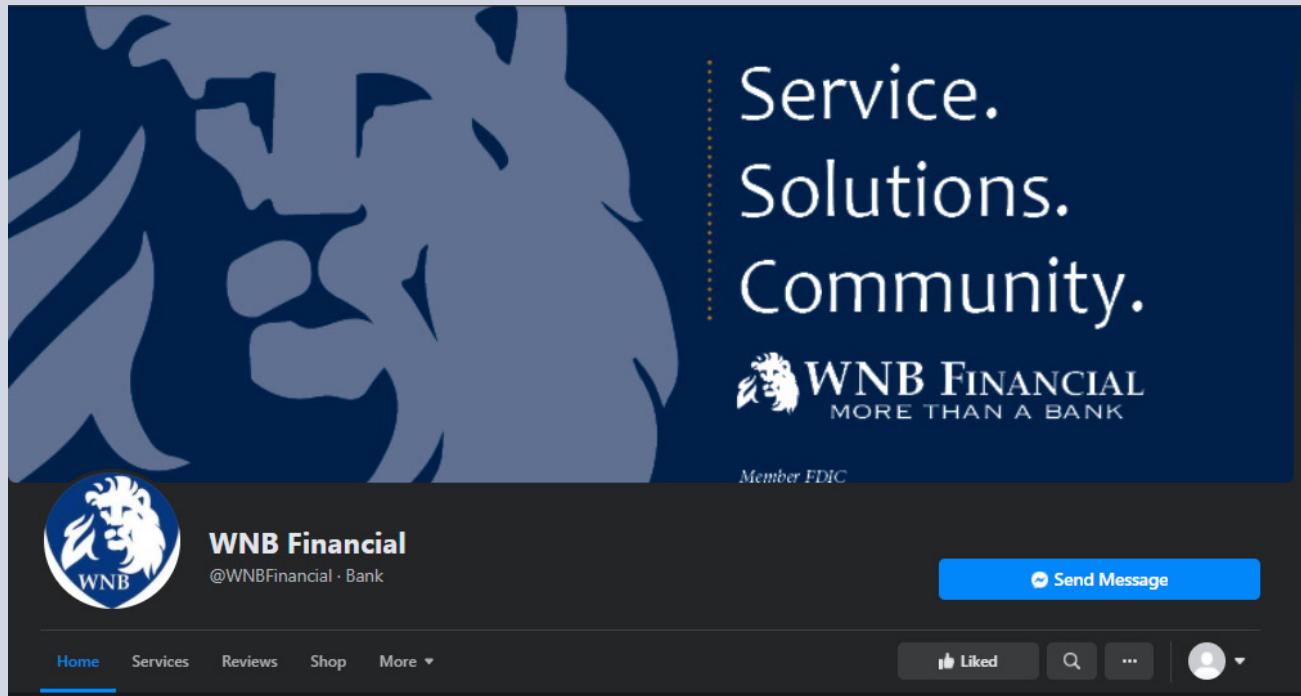 Service.
Solutions.
Community.
WNB FINANCIAL
MORE THAN A BANK
Member FDIC
WNB
WNB Financial
@WNBFinancial · Bank
Send Message
Home Services Reviews Shop More
Liked